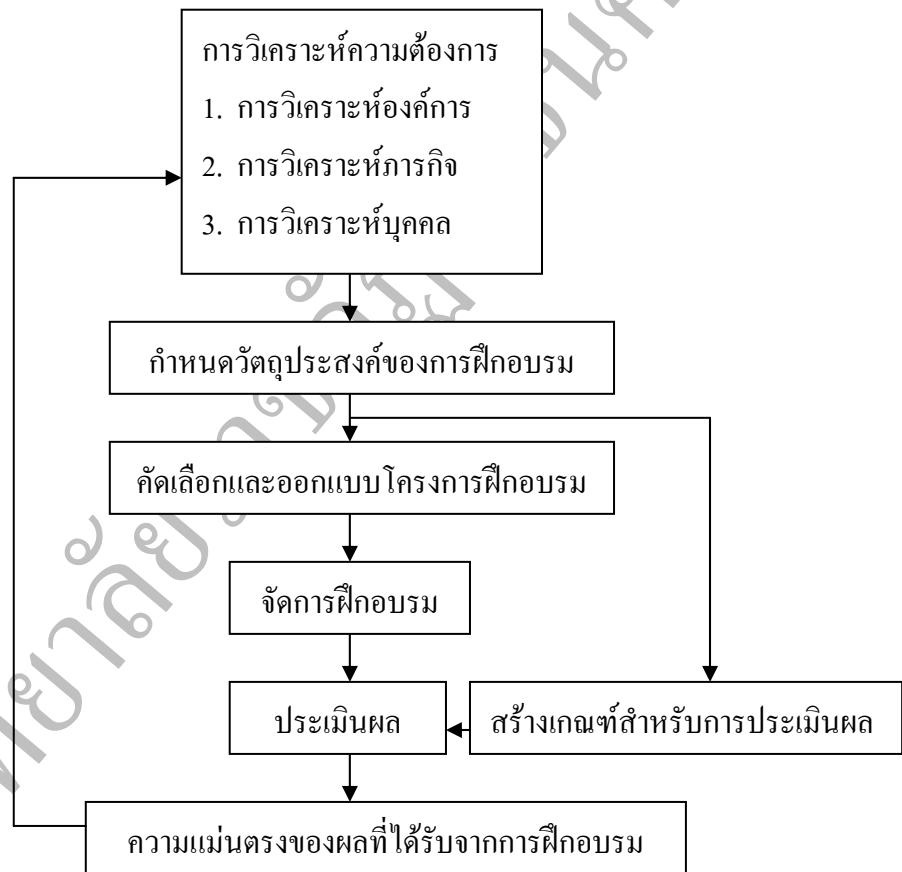 การวิเคราะห์ความต้องการ
1. การวิเคราะห์องค์การ
2. การวิเคราะห์ภารกิจ
3. การวิเคราะห์บุคคล
กำหนดวัตถุประสงค์ของการฝึกอบรม
คัดเลือกและออกแบบโครงการฝึกอบรม
จัดการฝึกอบรม
ประเมินผล
สร้างเกณฑ์สำหรับการประเมินผล
ความแม่นตรงของผลที่ได้รับจากการฝึกอบรม